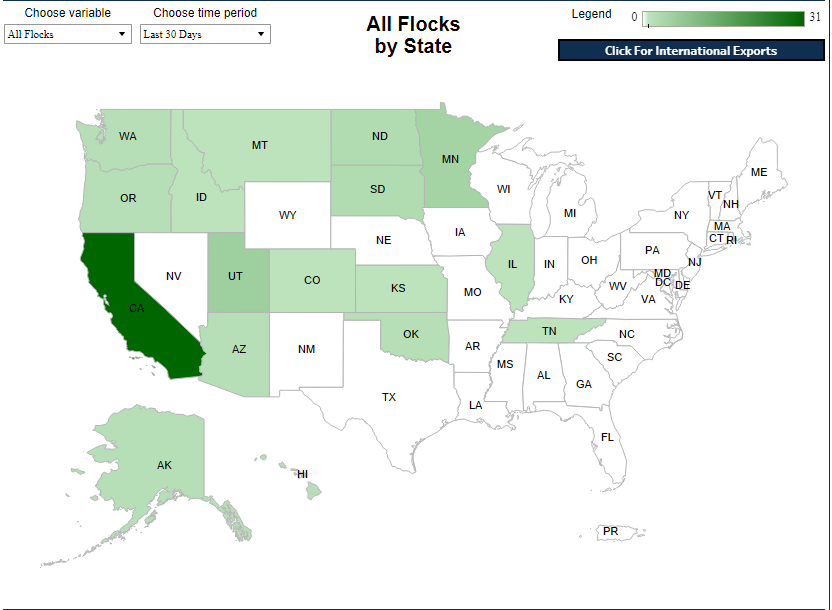 Choose variable
Choose time period
All Flocks
by State
Legend
0
31
All Flocks
Last 30 Days
Click For International Exports
WA
MT
ND
MN
OR
ID
SD
WI
WY
MI
NE
IA
NV
UT
CO
KS
IL
IN
OH
PA
NY
VT
NH
ME
MA
CT
RI
NJ
MD
DC
DE
MO
WV
VA
KY
CA
AZ
NM
OK
AR
TN
NC
SC
MS
AL
GA
TX
LA
FL
AK
HI
PR